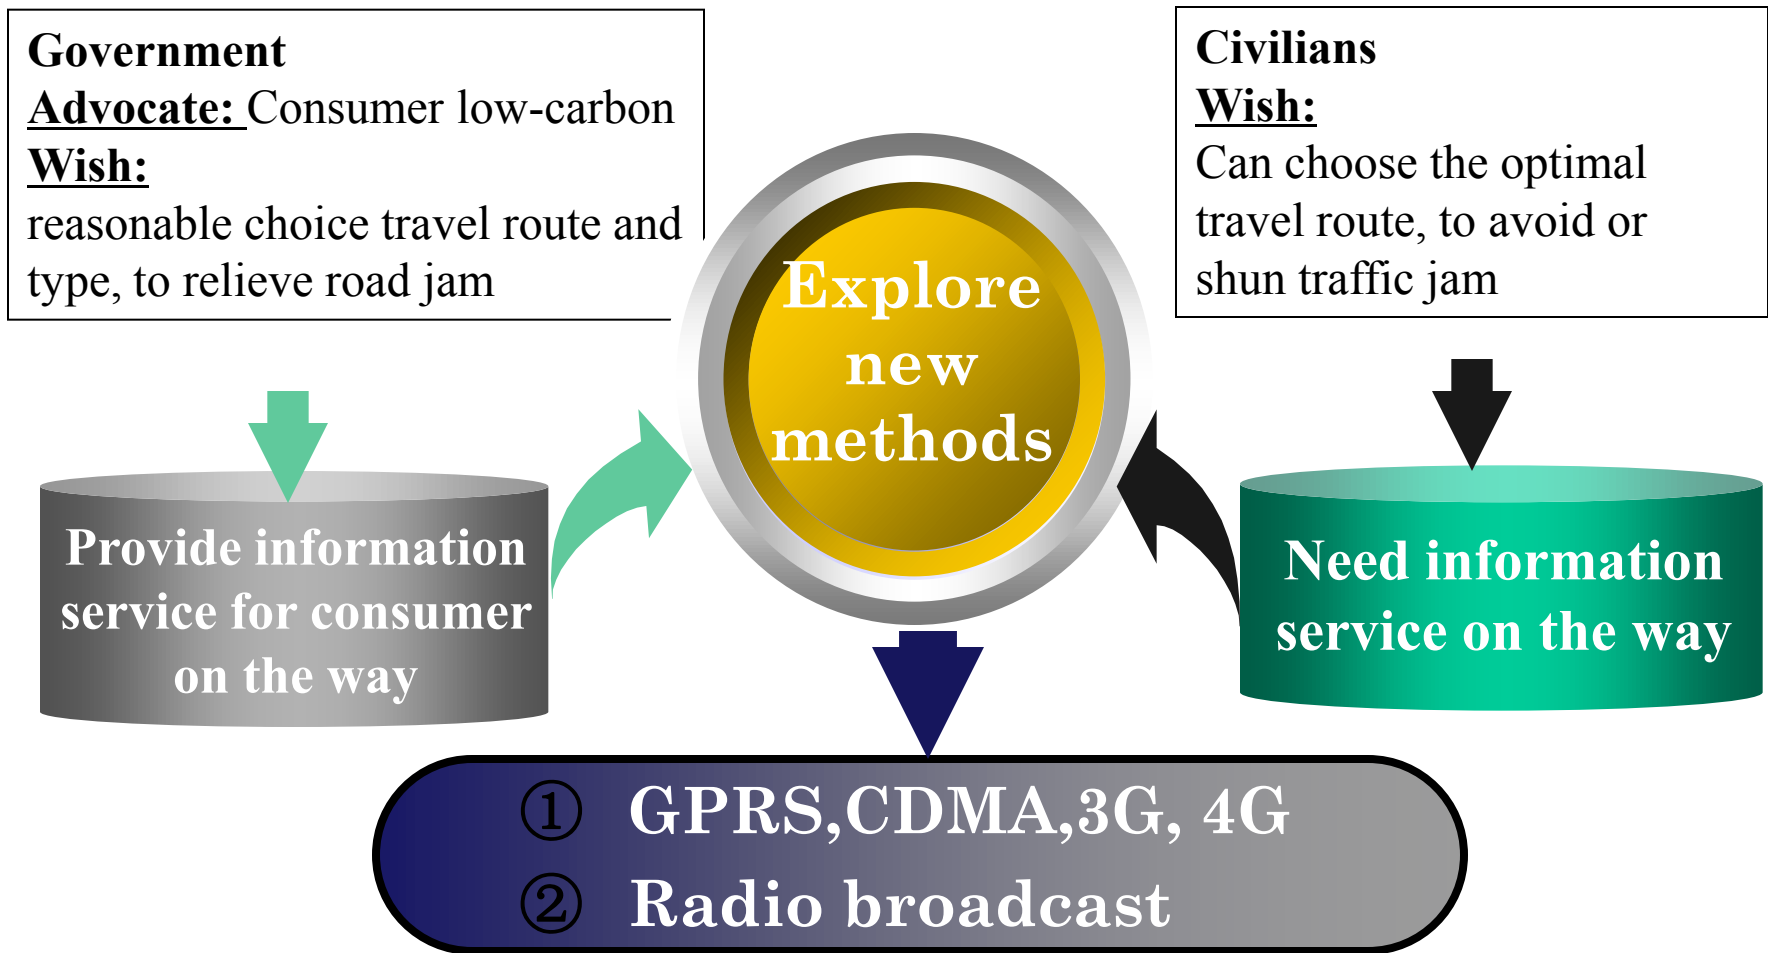 Government
Advocate: Consumer low-carbon
Wish:
reasonable choice travel route and
type, to relieve road jam
Civilians
Wish:
Can choose the optimal
travel route, to avoid or
shun traffic jam
Explore
new
methods
Provide information
service for consumer
on the way
Need information
service on the way
① GPRS,CDMA,3G, 4G
② Radio broadcast